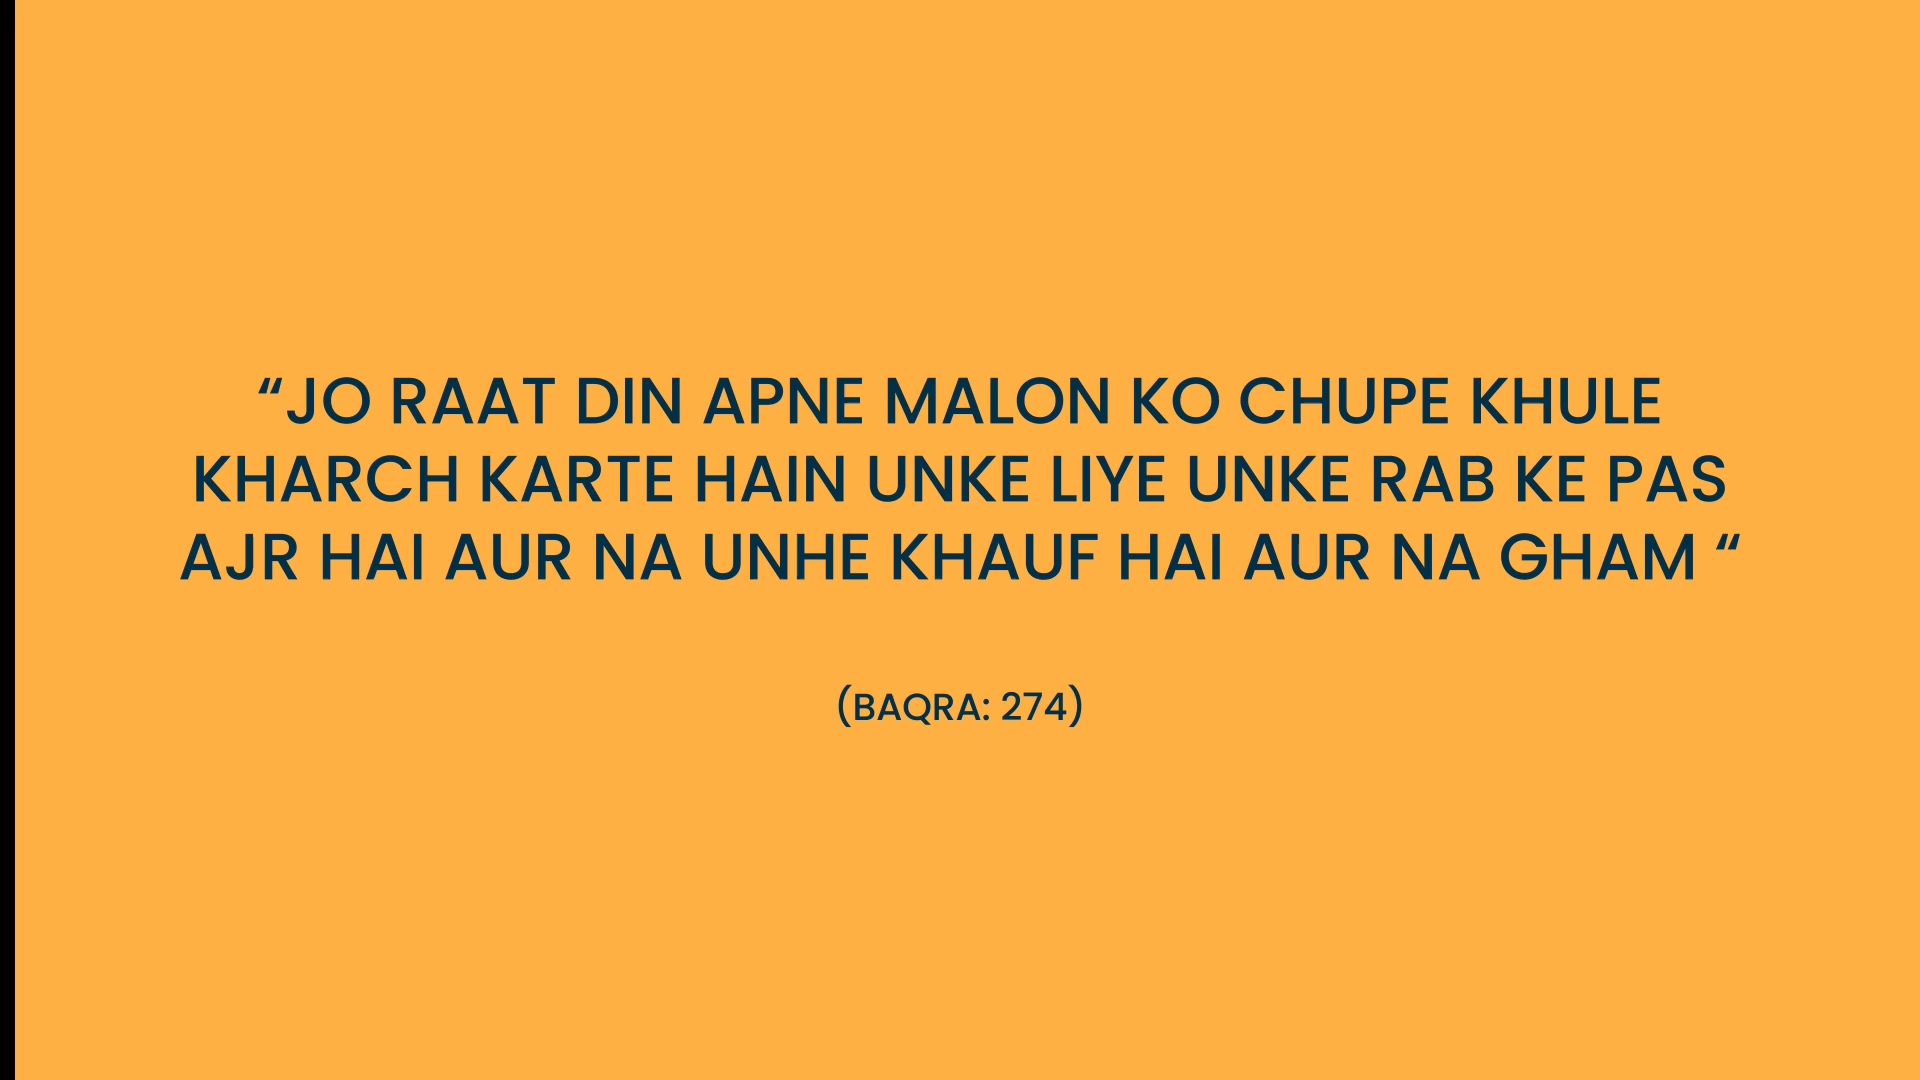 “JO RAAT DIN APNE MALON KO CHUPE KHULE
KHARCH KARTE HAIN UNKE LIYE UNKE RAB KE PAS
AJR HAI AUR NA UNHE KHAUF HAI AUR NA GHAM “
(BAQRA: 274)